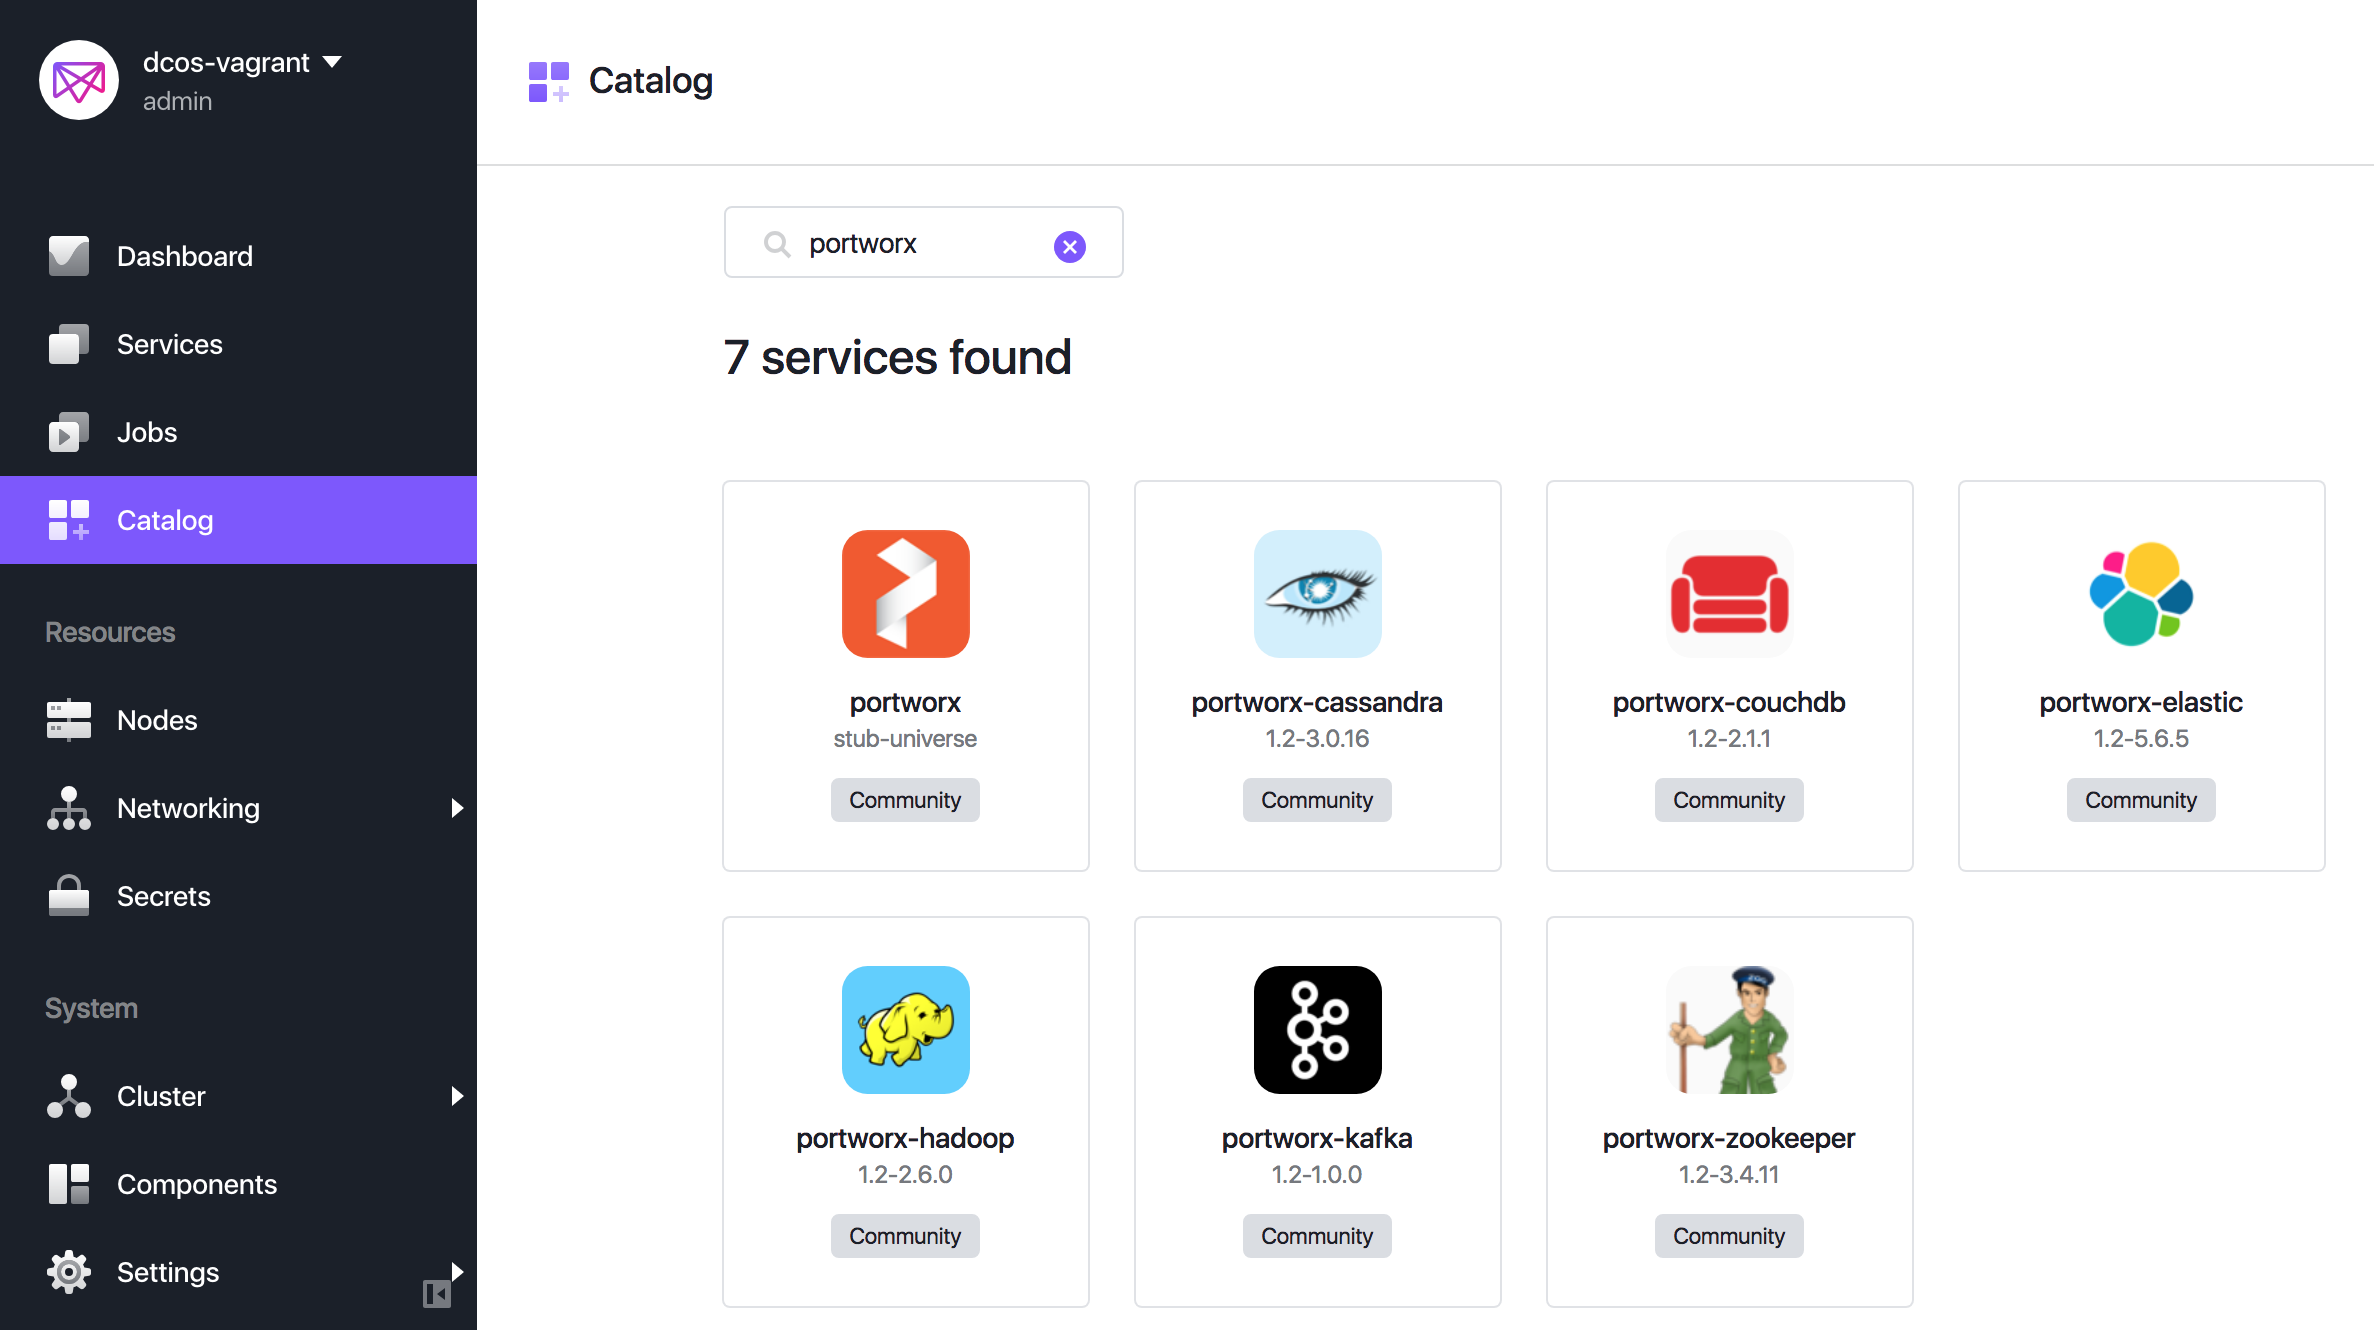 dcos-vagrant
admin
Dashboard
Services
Jobs
Catalog
Resources
Nodes
Networking
Secrets
System
Cluster
Components
Settings
Catalog
portworx
7 services found
portworx
stub-universe
Community
portworx-cassandra
1.2-3.0.16
Community
portworx-couchdb
1.2-2.1.1
Community
portworx-elastic
1.2-5.6.5
Community
portworx-hadoop
1.2-2.6.0
Community
portworx-kafka
1.2-1.0.0
Community
portworx-zookeeper
1.2-3.4.11
Community